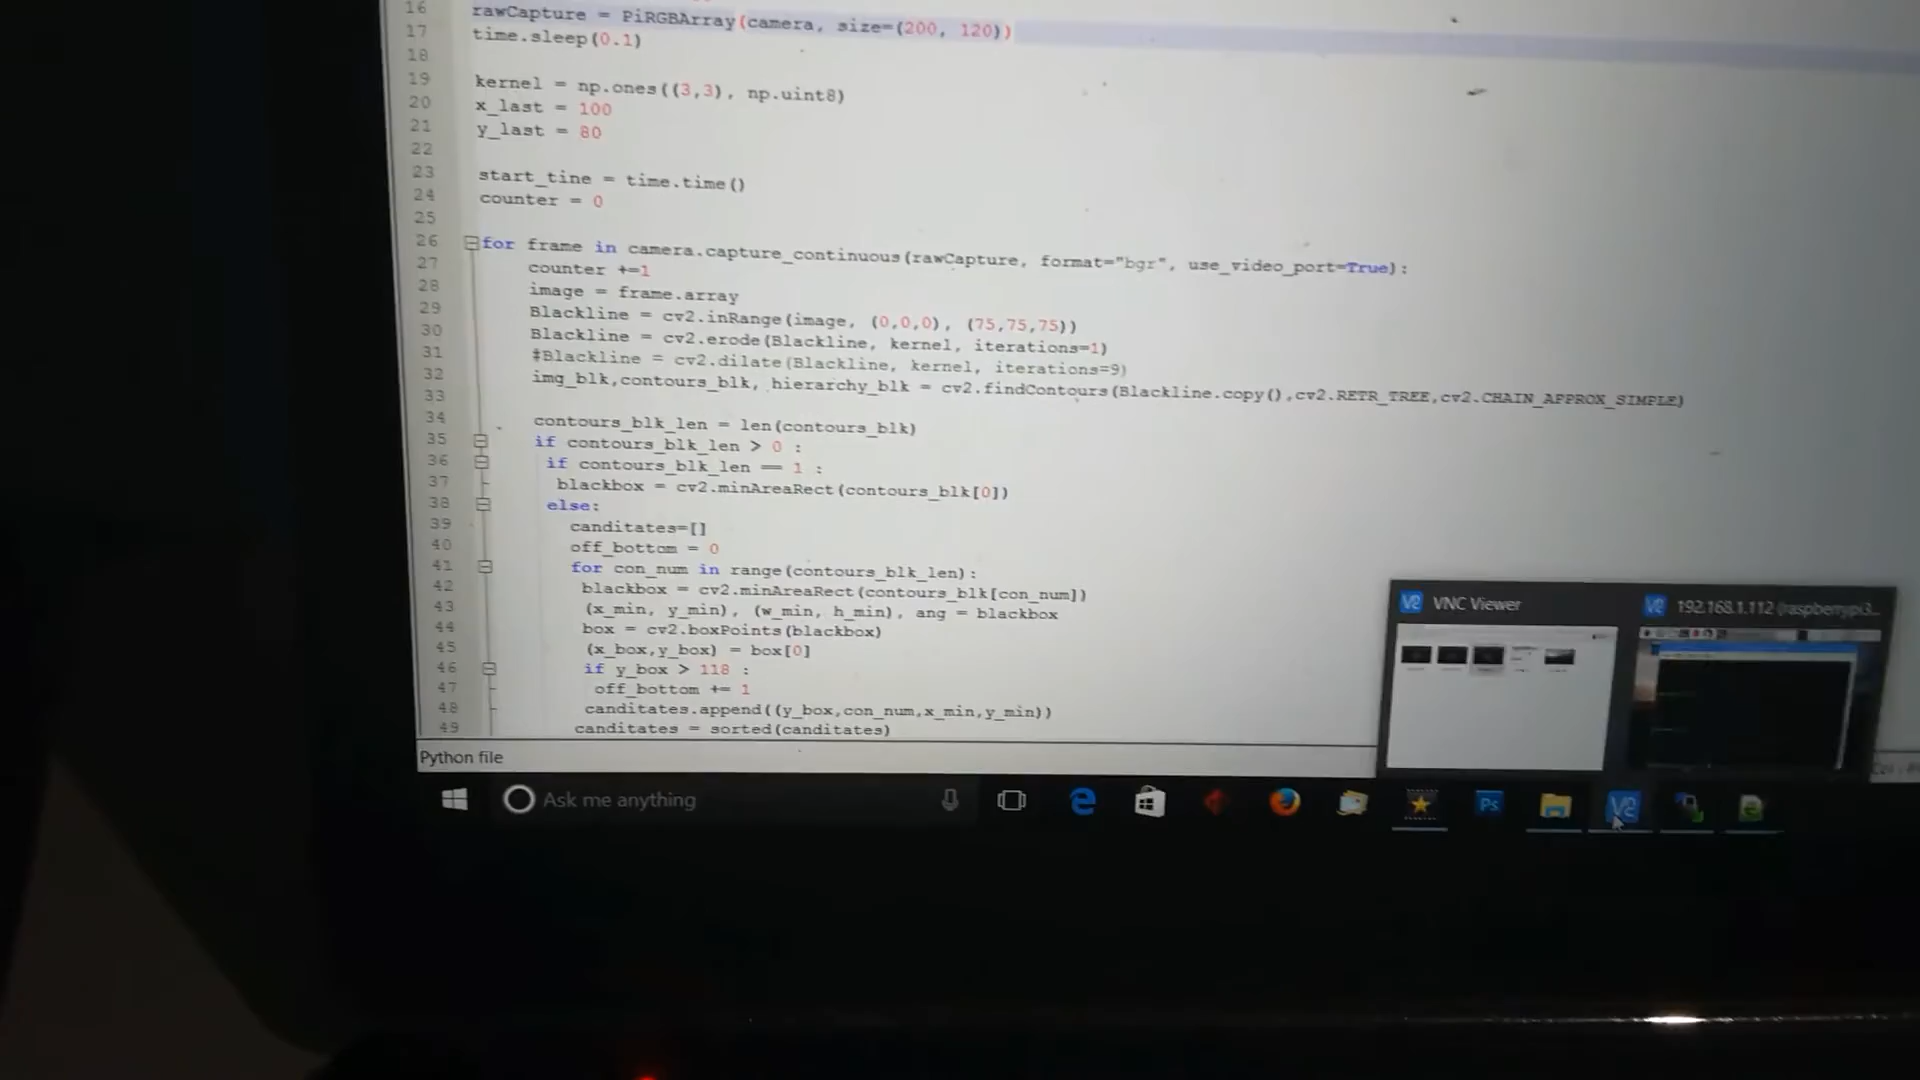 16 rawCapture = PiRGBArray(camera, size=(200, 120))
17 time.sleep(0.1)
18
19 kernel = np.ones((3,3), np.uint8)
20 x_last = 100
21 y_last = 80
22
23 start_tine = time.time()
24 counter = 0
25
26 for frame in camera.capture_continuous(rawCapture, format="bgr", use_video_port=True):
27 counter +=1
28 image = frame.array
29 Blackline = cv2.inRange(image, (0,0,0), (75,75,75))
30 Blackline = cv2.erode(Blackline, kernel, iterations=1)
31 #Blackline = cv2.dilate(Blackline, kernel, iterations=9)
32 img_blk,contours_blk, hierarchy_blk = cv2.findContours(Blackline.copy(),cv2.RETR_TREE,cv2.CHAIN_APPROX_SIMPLE)
33
34 contours_blk_len = len(contours_blk)
35 if contours_blk_len > 0 :
36 if contours_blk_len == 1 :
37 blackbox = cv2.minAreaRect(contours_blk[0])
38 else:
39 canditates=[]
40 off_bottom = 0
41 for con_num in range(contours_blk_len):
42 blackbox = cv2.minAreaRect(contours_blk[con_num])
43 (x_min, y_min), (w_min, h_min), ang = blackbox
44 box = cv2.boxPoints(blackbox)
45 (x_box,y_box) = box[0]
46 if y_box > 118 :
47 off_bottom += 1
48 canditates.append((y_box,con_num,x_min,y_min))
49 canditates = sorted(canditates)
VNC Viewer
192.168.1.112 (raspberrypi3...
Python file
Ask me anything
Ps